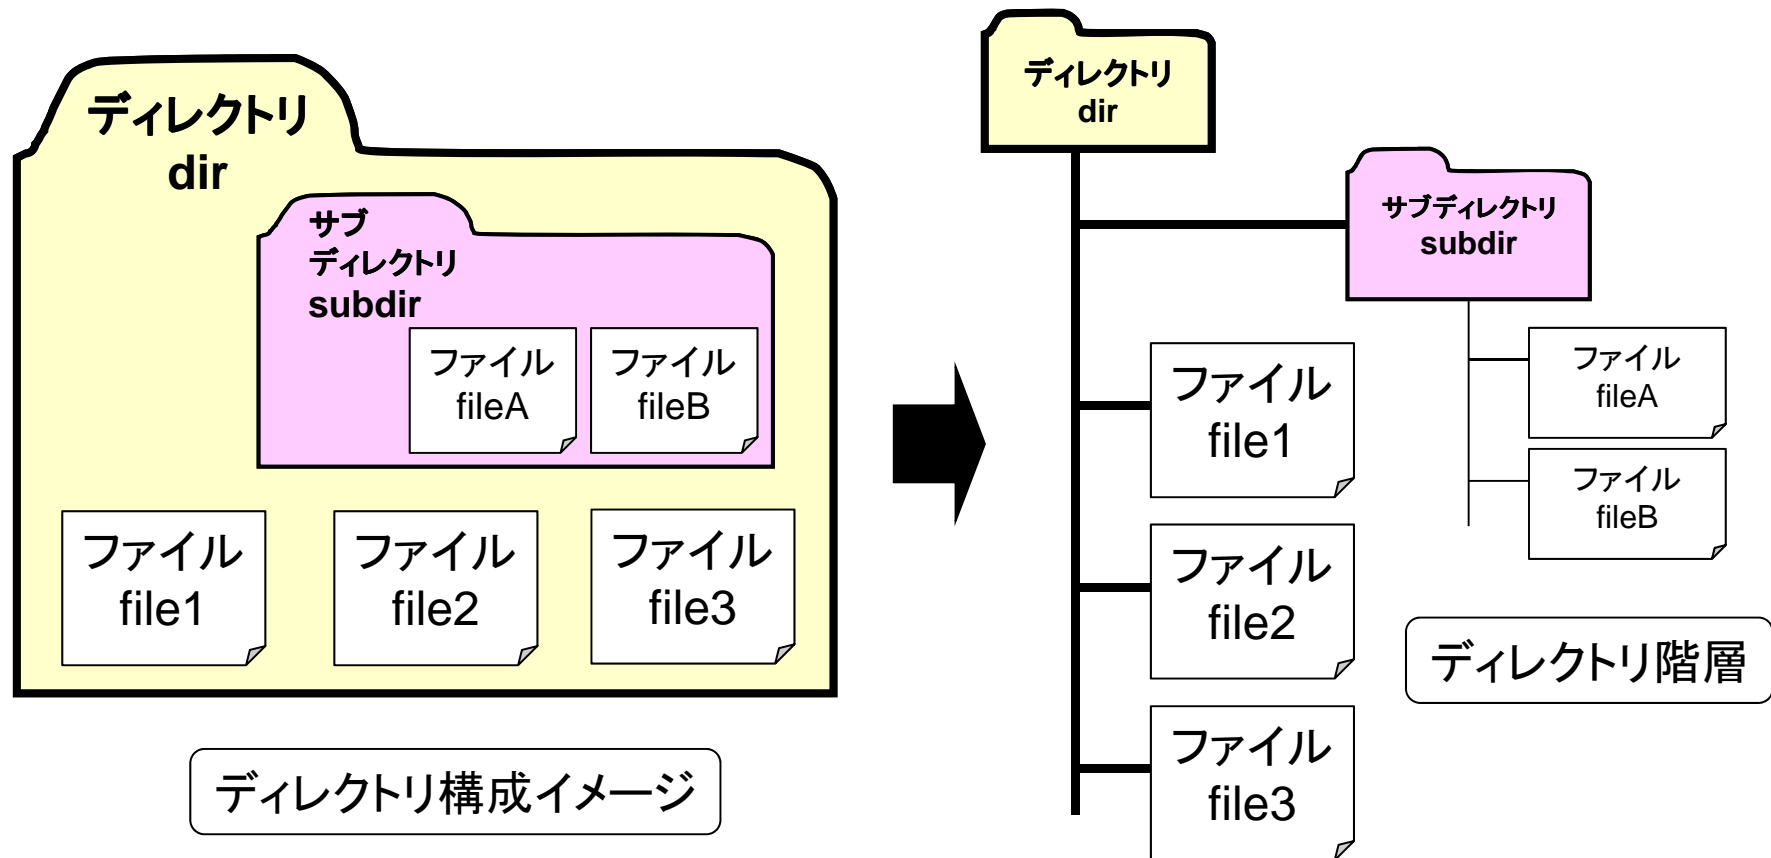 ディレクトリ
dir
サブ
ディレクトリ
subdir
ファイル
fileA
ファイル
fileB
ファイル
file1
ファイル
file2
ファイル
file3
ディレクトリ構成イメージ
ディレクトリ
dir
サブディレクトリ
subdir
ファイル
fileA
ファイル
fileB
ファイル
file1
ファイル
file2
ファイル
file3
ディレクトリ階層